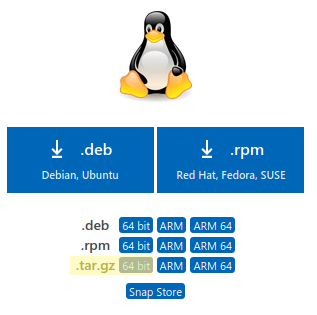 .deb
Debian, Ubuntu
.rpm
Red Hat, Fedora, SUSE
.deb 64 bit ARM ARM 64
.rpm 64 bit ARM ARM 64
.tar.gz 64 bit ARM ARM 64
Snap Store